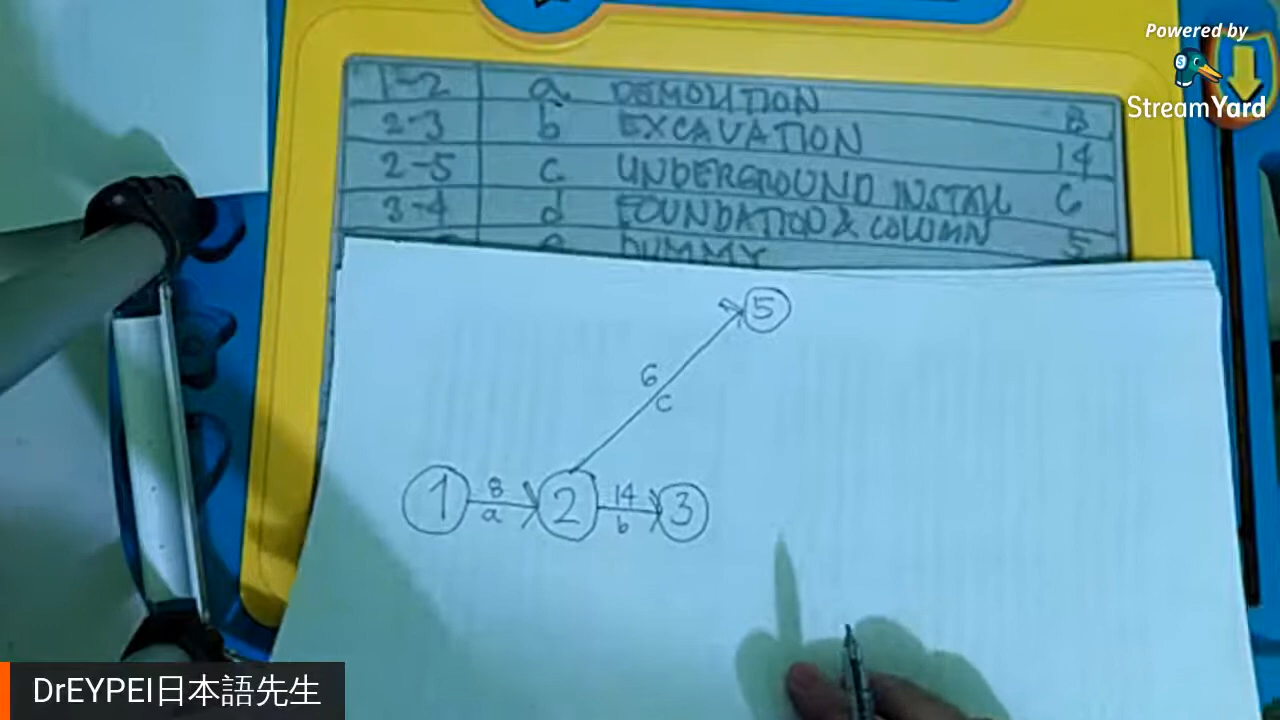 Powered by
StreamYard
1-2 a DEMOLITION 8
2-3 b EXCAVATION 14
2-5 c UNDERGROUND INSTALL 6
3-4 d FOUNDATION & COLUMN 5
e DUMMY
5
6
c
1 8 a 2 14 b 3
DrEYPEI日本語先生